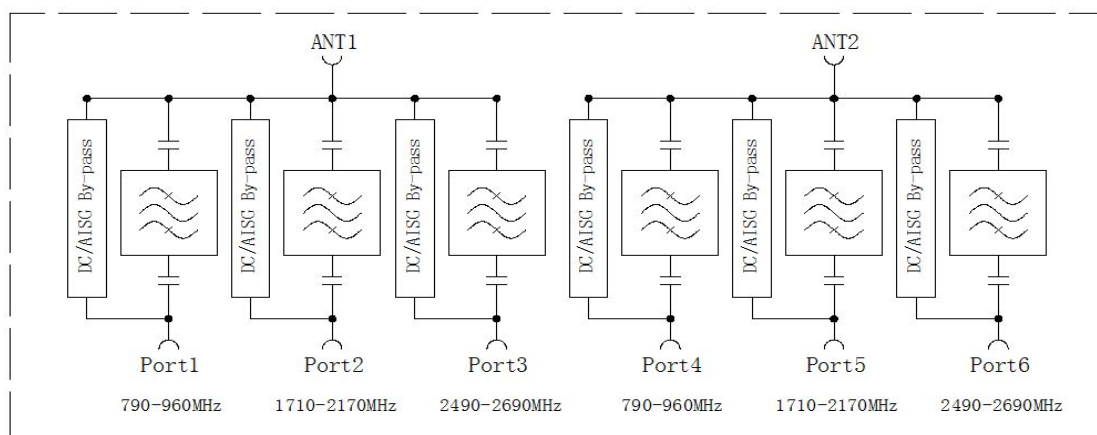 ANT1
ANT2
DC/AISG By-pass
DC/AISG By-pass
DC/AISG By-pass
DC/AISG By-pass
DC/AISG By-pass
DC/AISG By-pass
Port1
Port2
Port3
Port4
Port5
Port6
790-960MHz
1710-2170MHz
2490-2690MHz
790-960MHz
1710-2170MHz
2490-2690MHz